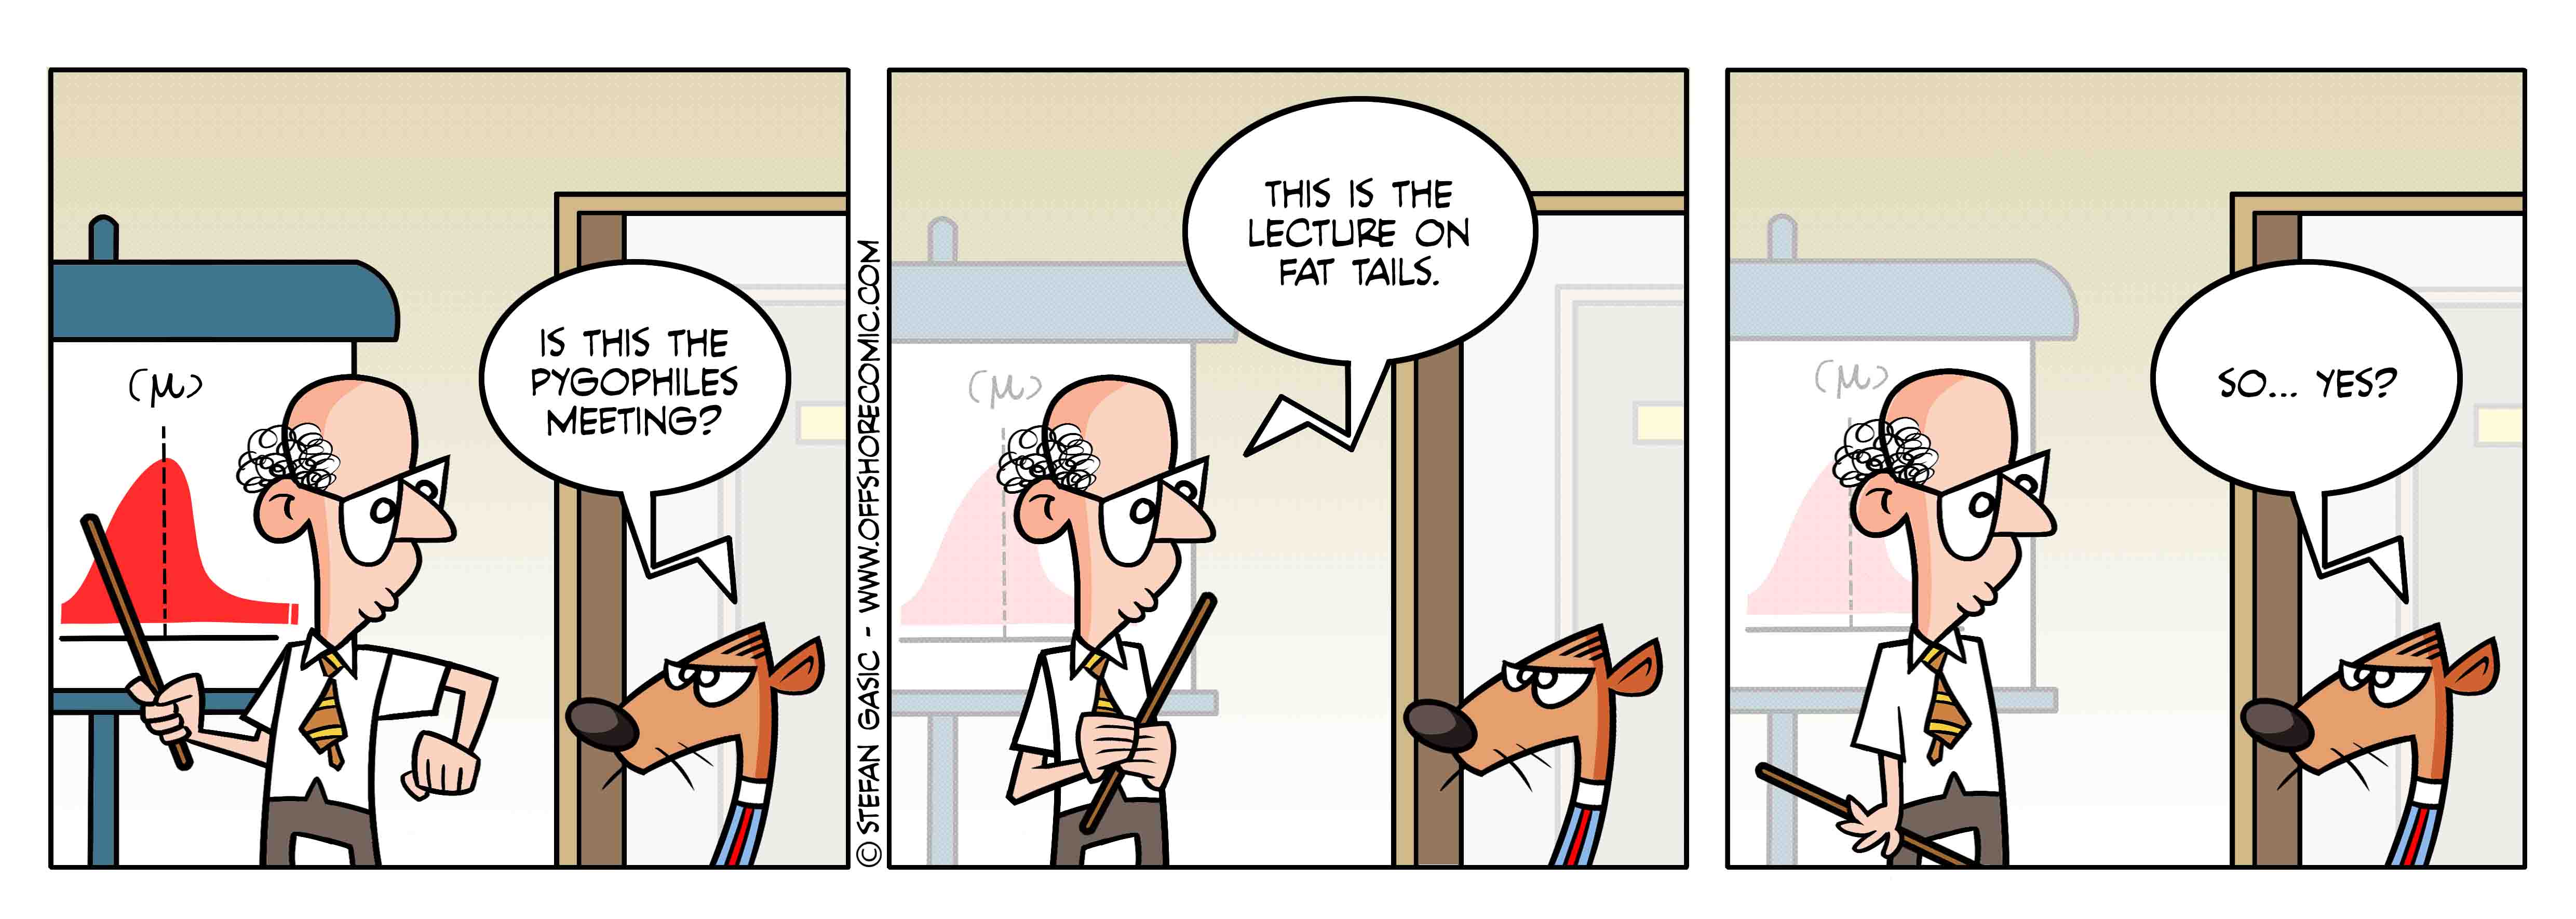 (μ)
IS THIS THE
PYGOPHILES
MEETING?
© STEFAN GASIC - WWW.OFFSHORECOMIC.COM
(μ)
THIS IS THE
LECTURE ON
FAT TAILS.
(μ)
SO... YES?